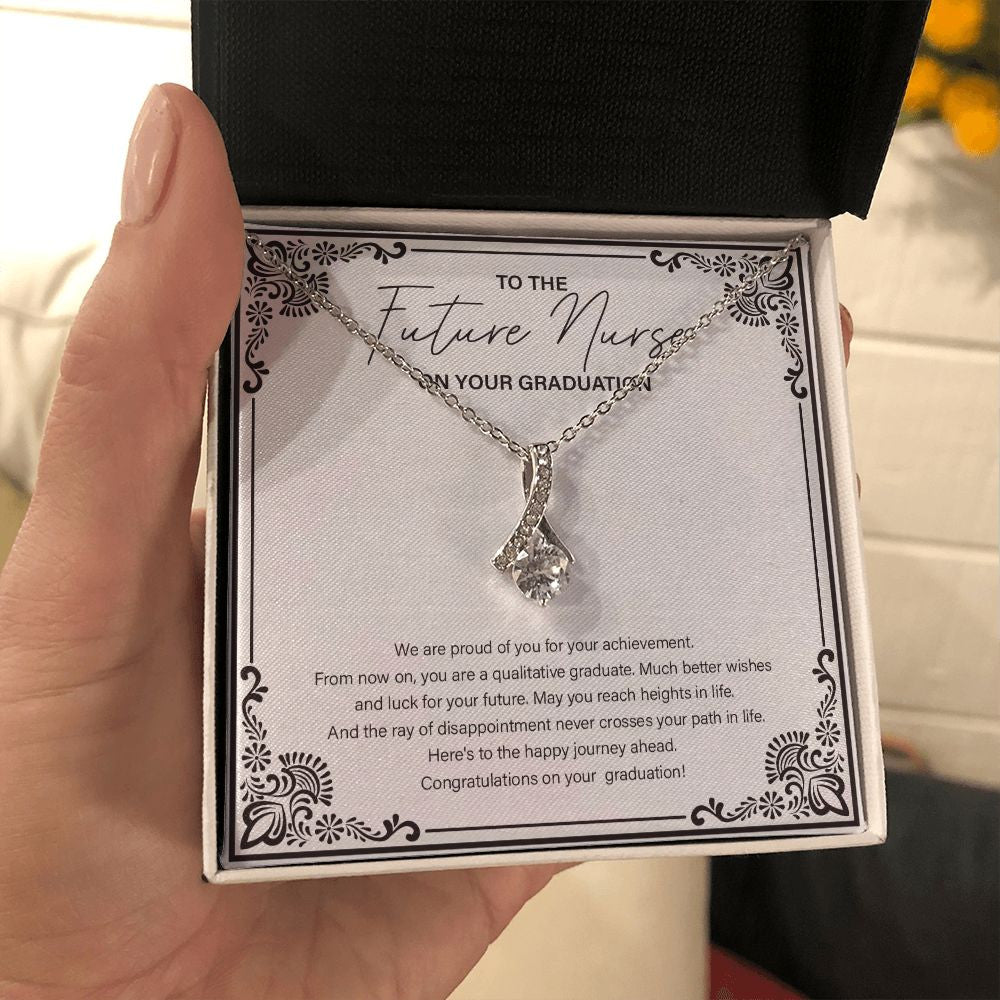 TO THE
Future Nurse
ON YOUR GRADUATION
We are proud of you for your achievement.
From now on, you are a qualitative graduate. Much better wishes
and luck for your future. May you reach heights in life.
And the ray of disappointment never crosses your path in life.
Here's to the happy journey ahead.
Congratulations on your graduation!